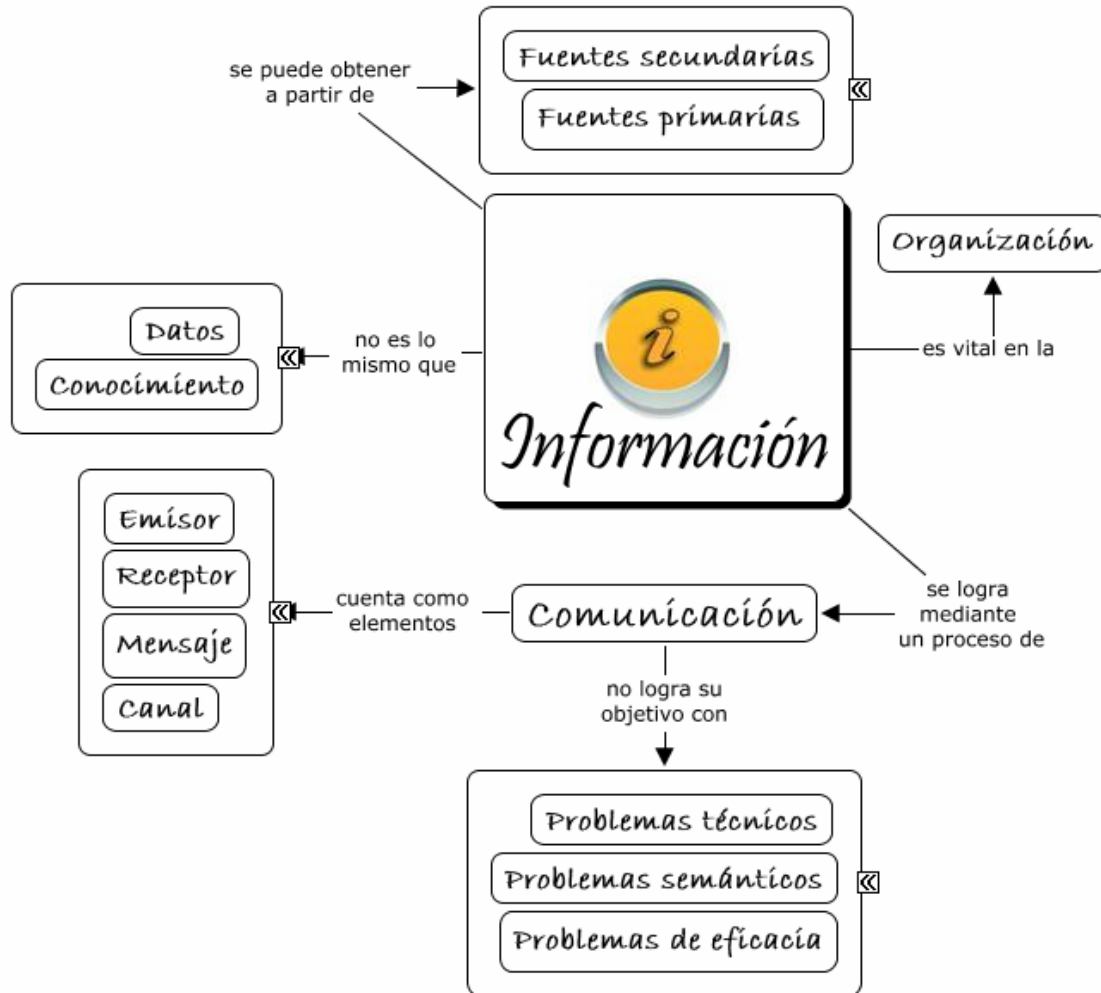 se puede obtener
a partir de
Fuentes secundarias
Fuentes primarias
Organización
es vital en la
i
Información
no es lo
mismo que
Datos
Conocimiento
se logra
mediante
un proceso de
Comunicación
cuenta como
elementos
Emisor
Receptor
Mensaje
Canal
no logra su
objetivo con
Problemas técnicos
Problemas semánticos
Problemas de eficacia